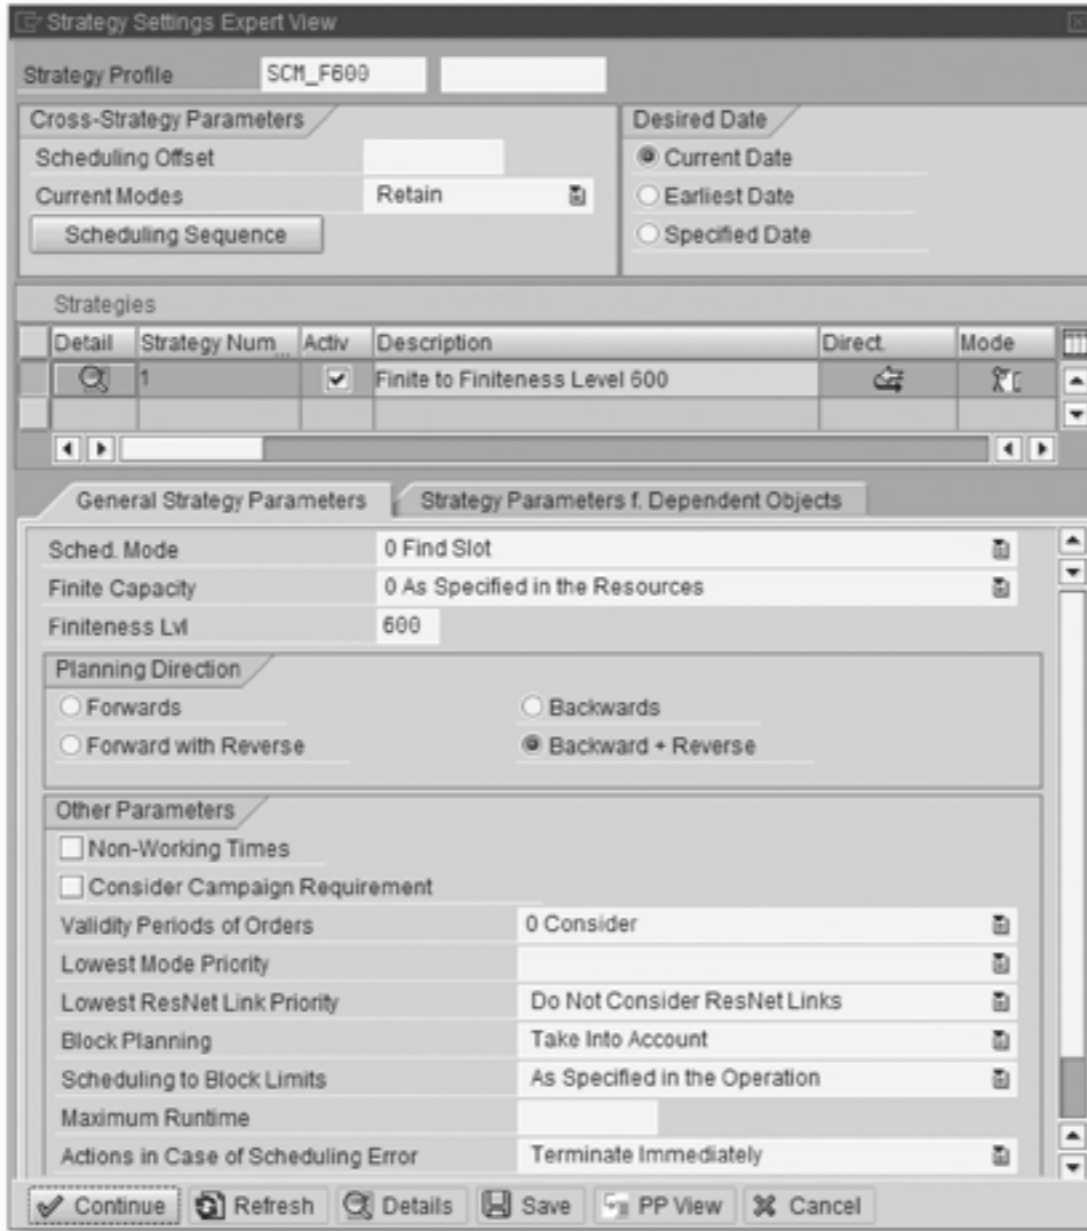 Strategy Settings Expert View
Strategy Profile SCM_F600
Cross-Strategy Parameters
Scheduling Offset
Current Modes Retain
Scheduling Sequence
Desired Date
Current Date
Earliest Date
Specified Date
Strategies
Detail Strategy Num... Activ Description Direct. Mode
1 Finite to Finiteness Level 600
General Strategy Parameters Strategy Parameters f. Dependent Objects
Sched. Mode 0 Find Slot
Finite Capacity 0 As Specified in the Resources
Finiteness Lvl 600
Planning Direction
Forwards Backwards
Forward with Reverse Backward + Reverse
Other Parameters
Non-Working Times
Consider Campaign Requirement
Validity Periods of Orders 0 Consider
Lowest Mode Priority
Lowest ResNet Link Priority Do Not Consider ResNet Links
Block Planning Take Into Account
Scheduling to Block Limits As Specified in the Operation
Maximum Runtime
Actions in Case of Scheduling Error Terminate Immediately
Continue Refresh Details Save PP View Cancel